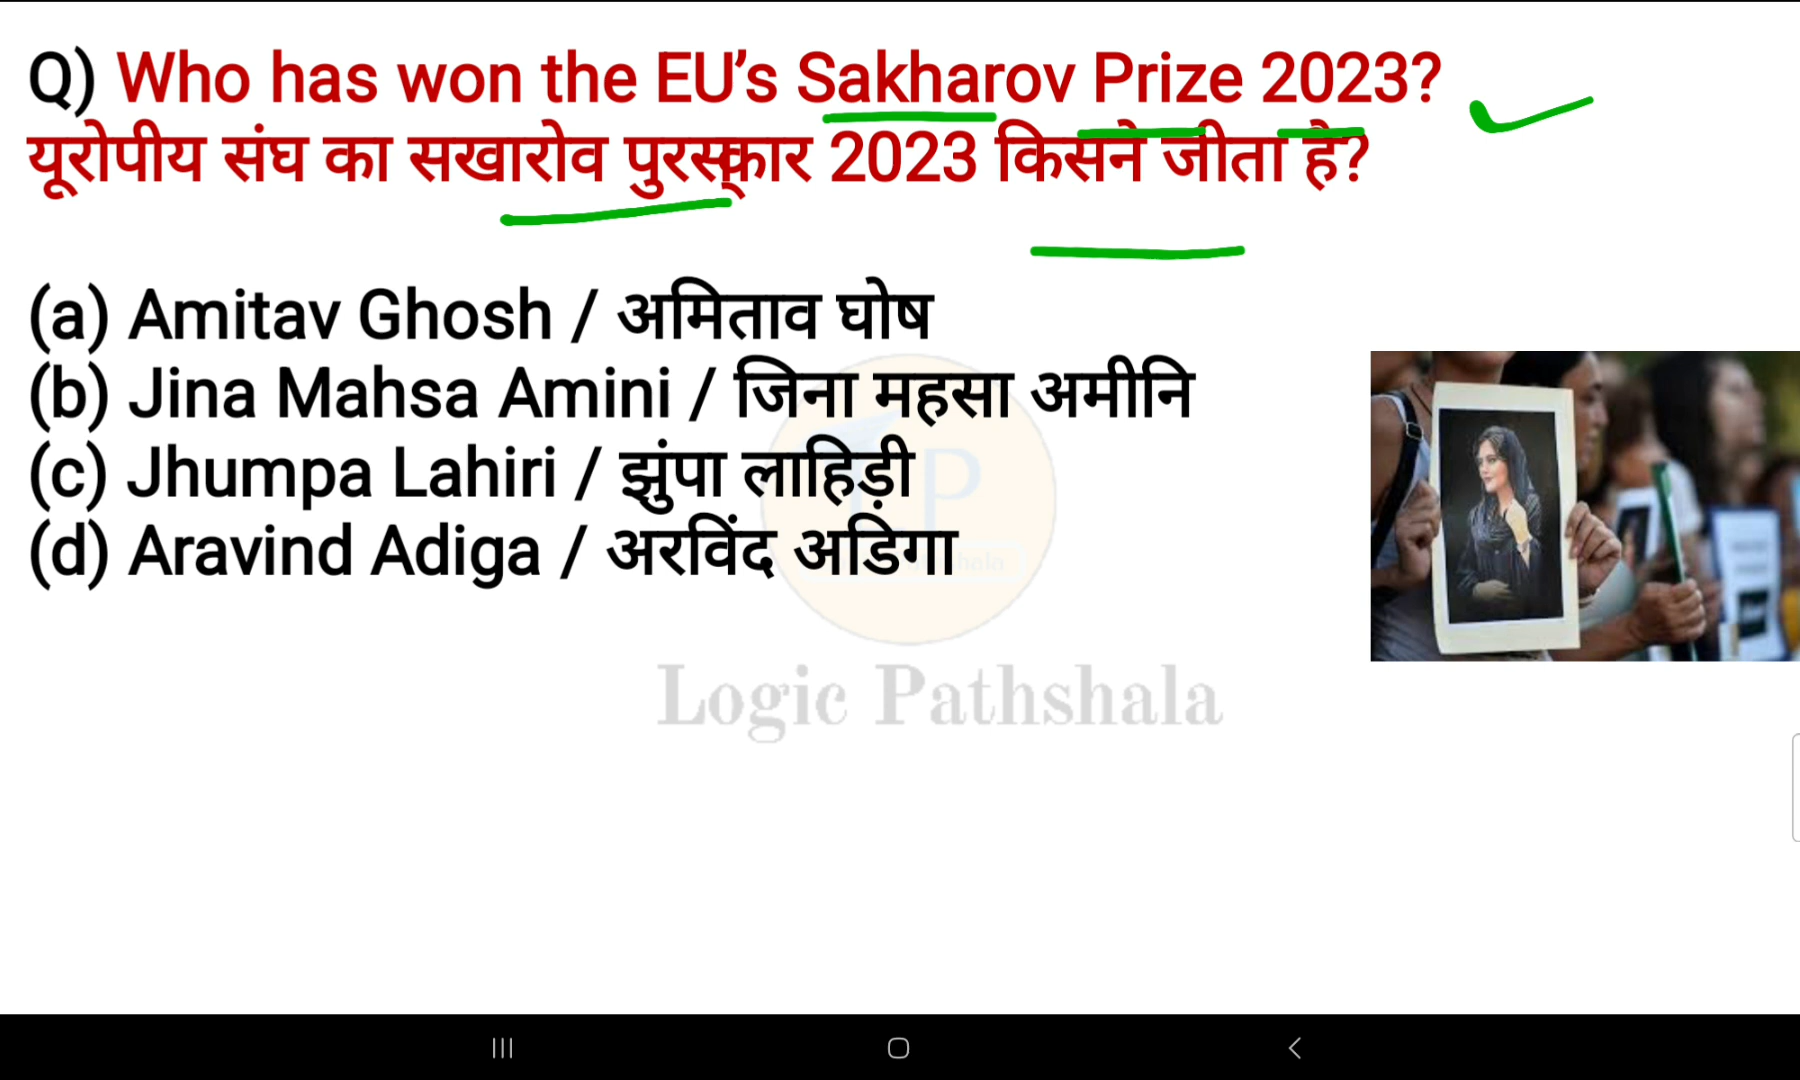 Q) Who has won the EU’s Sakharov Prize 2023?
यूरोपीय संघ का सखारोव पुरस्कार 2023 किसने जीता है?
(a) Amitav Ghosh / अमिताव घोष
(b) Jina Mahsa Amini / जिना महसा अमीनि
(c) Jhumpa Lahiri / झुंपा लाहिड़ी
(d) Aravind Adiga / अरविंद अडिगा
LP
Logic Pathshala